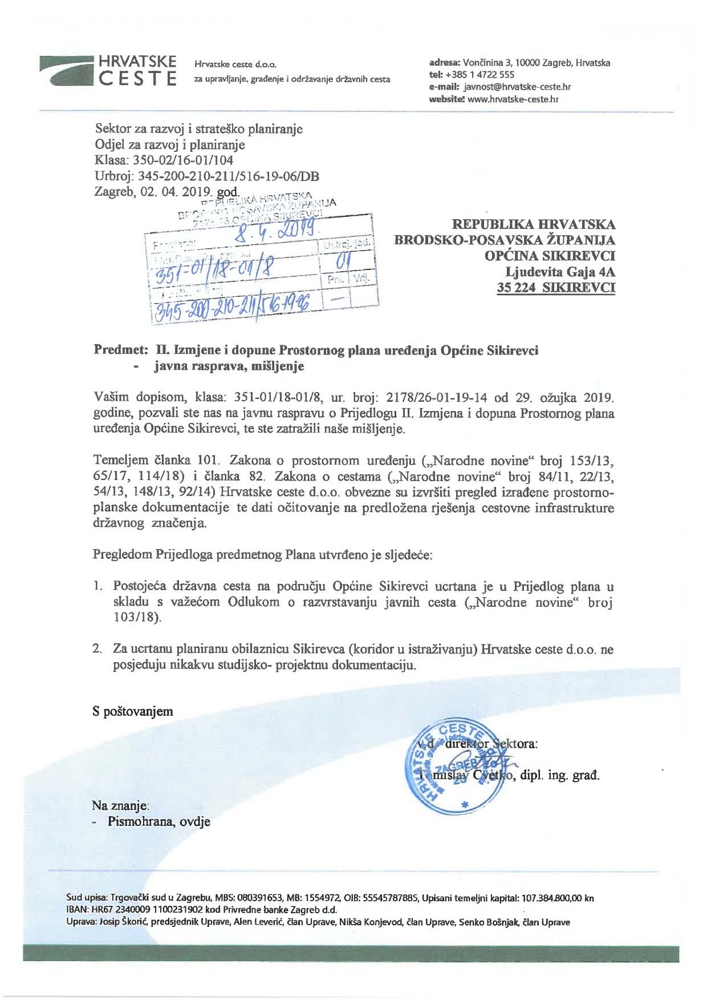 HRVATSKE
CESTE
Hrvatske ceste d.o.o.
za upravljanje, građenje i održavanje državnih cesta
adresa: Vončinina 3, 10000 Zagreb, Hrvatska
tel: +385 1 4722 555
e-mail: javnost@hrvatske-ceste.hr
website: www.hrvatske-ceste.hr
Sektor za razvoj i strateško planiranje
Odjel za razvoj i planiranje
Klasa: 350-02/16-01/104
Urbroj: 345-200-210-211/516-19-06/DB
Zagreb, 02. 04. 2019. god.
REPUBLIKA HRVATSKA
BRODSKO POSAVSKA ŽUPANIJA
OPĆINA SIKIREVCI
8. 4. 2019.
Ustroj. jed.
351-01/18-01/8
01
Pril. Vrij.
345-200-210-211/516-19-06
—
REPUBLIKA HRVATSKA
BRODSKO-POSAVSKA ŽUPANIJA
OPĆINA SIKIREVCI
Ljudevita Gaja 4A
35 224 SIKIREVCI
Predmet: II. Izmjene i dopune Prostornog plana uređenja Općine Sikirevci
- javna rasprava, mišljenje
Vašim dopisom, klasa: 351-01/18-01/8, ur. broj: 2178/26-01-19-14 od 29. ožujka 2019.
godine, pozvali ste nas na javnu raspravu o Prijedlogu II. Izmjena i dopuna Prostornog plana
uređenja Općine Sikirevci, te ste zatražili naše mišljenje.
Temeljem članka 101. Zakona o prostornom uređenju („Narodne novine“ broj 153/13,
65/17, 114/18) i članka 82. Zakona o cestama („Narodne novine“ broj 84/11, 22/13,
54/13, 148/13, 92/14) Hrvatske ceste d.o.o. obvezne su izvršiti pregled izrađene prostorno-
planske dokumentacije te dati očitovanje na predložena rješenja cestovne infrastrukture
državnog značenja.
Pregledom Prijedloga predmetnog Plana utvrđeno je sljedeće:
1. Postojeća državna cesta na području Općine Sikirevci ucrtana je u Prijedlog plana u
skladu s važećom Odlukom o razvrstavanju javnih cesta („Narodne novine“ broj
103/18).
2. Za ucrtanu planiranu obilaznicu Sikirevca (koridor u istraživanju) Hrvatske ceste d.o.o. ne
posjeduju nikakvu studijsko- projektnu dokumentaciju.
S poštovanjem
v.d. direktor Sektora:
Tomislav Cvetko, dipl. ing. građ.
HRVATSKE CESTE d.o.o.
ZAGREB
23
Na znanje:
- Pismohrana, ovdje
Sud upisa: Trgovački sud u Zagrebu, MBS: 080391653, MB: 1554972, OIB: 55545787885, Upisani temeljni kapital: 107.384.800,00 kn
IBAN: HR67 2340009 1100231902 kod Privredne banke Zagreb d.d.
Uprava: Josip Škorić, predsjednik Uprave, Alen Leverić, član Uprave, Nikša Konjevod, član Uprave, Senko Bošnjak, član Uprave